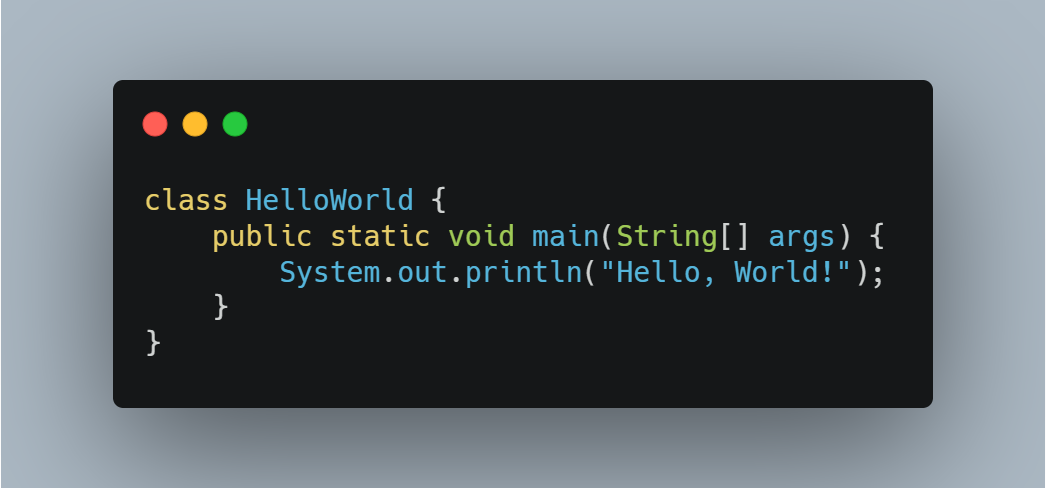 class HelloWorld {
    public static void main(String[] args) {
        System.out.println("Hello, World!");
    }
}